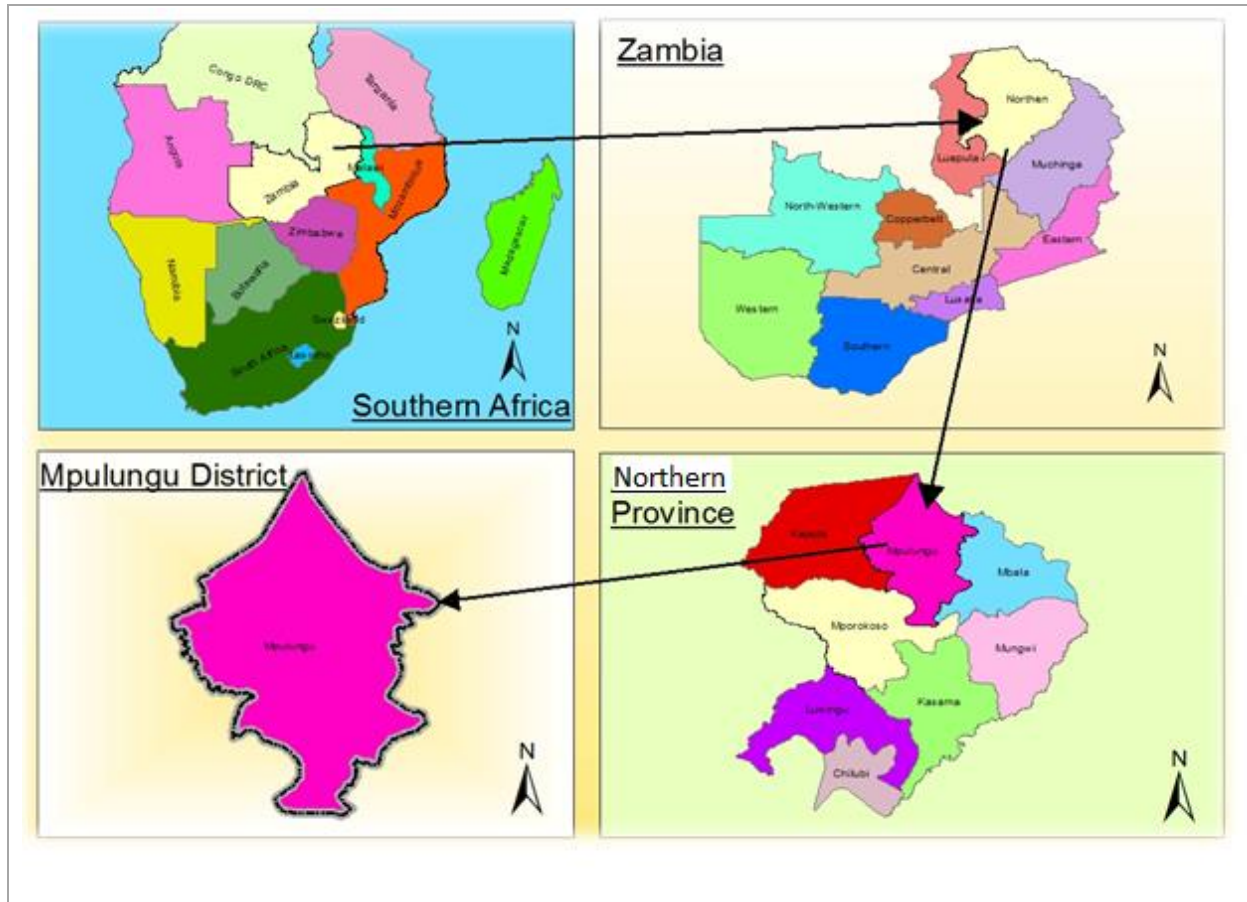 Congo DRC
Tanzania
Angola
Zambia
Malawi
Mozambique
Zimbabwe
Namibia
Madagascar
Swaziland
South Africa
N
Southern Africa
Zambia
Northen
Luapula
Muchinga
North-Western
Copperbelt
Eastern
Central
Lusaka
Western
Southern
N
Mpulungu District
Mpulungu
N
Northern
Province
Kaputa
Mpulungu
Mbala
Mporokoso
Mungwi
Kasama
Luwingu
Chilubi
N